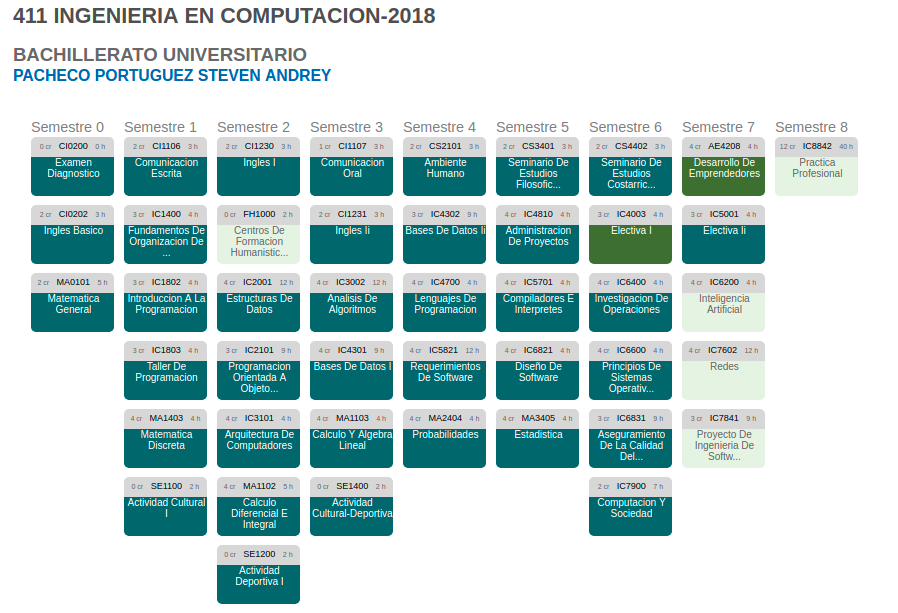 411 INGENIERIA EN COMPUTACION-2018
BACHILLERATO UNIVERSITARIO
PACHECO PORTUGUEZ STEVEN ANDREY
Semestre 0
0 cr CI0200 0 h
Examen
Diagnostico
2 cr CI0202 3 h
Ingles Basico
2 cr MA0101 5 h
Matematica
General
Semestre 1
2 cr CI1106 3 h
Comunicacion
Escrita
3 cr IC1400 4 h
Fundamentos De
Organizacion De
...
3 cr IC1802 4 h
Introduccion A La
Programacion
3 cr IC1803 4 h
Taller De
Programacion
4 cr MA1403 4 h
Matematica
Discreta
0 cr SE1100 2 h
Actividad Cultural
I
Semestre 2
2 cr CI1230 3 h
Ingles I
0 cr FH1000 2 h
Centros De
Formacion
Humanistic...
4 cr IC2001 12 h
Estructuras De
Datos
3 cr IC2101 9 h
Programacion
Orientada A
Objeto...
4 cr IC3101 4 h
Arquitectura De
Computadores
4 cr MA1102 5 h
Calculo
Diferencial E
Integral
0 cr SE1200 2 h
Actividad
Deportiva I
Semestre 3
1 cr CI1107 3 h
Comunicacion
Oral
2 cr CI1231 3 h
Ingles Ii
4 cr IC3002 12 h
Analisis De
Algoritmos
4 cr IC4301 9 h
Bases De Datos I
4 cr MA1103 4 h
Calculo Y Algebra
Lineal
0 cr SE1400 2 h
Actividad
Cultural-Deportiva
Semestre 4
2 cr CS2101 3 h
Ambiente
Humano
3 cr IC4302 9 h
Bases De Datos Ii
4 cr IC4700 4 h
Lenguajes De
Programacion
4 cr IC5821 12 h
Requerimientos
De Software
4 cr MA2404 4 h
Probabilidades
Semestre 5
2 cr CS3401 3 h
Seminario De
Estudios
Filosofic...
4 cr IC4810 4 h
Administracion
De Proyectos
4 cr IC5701 4 h
Compiladores E
Interpretes
4 cr IC6821 4 h
Diseño De
Software
4 cr MA3405 4 h
Estadistica
Semestre 6
2 cr CS4402 3 h
Seminario De
Estudios
Costarric...
3 cr IC4003 4 h
Electiva I
4 cr IC6400 4 h
Investigacion De
Operaciones
4 cr IC6600 4 h
Principios De
Sistemas
Operativ...
3 cr IC6831 9 h
Aseguramiento
De La Calidad
Del...
2 cr IC7900 7 h
Computacion Y
Sociedad
Semestre 7
4 cr AE4208 4 h
Desarrollo De
Emprendedores
3 cr IC5001 4 h
Electiva Ii
4 cr IC6200 4 h
Inteligencia
Artificial
4 cr IC7602 12 h
Redes
3 cr IC7841 9 h
Proyecto De
Ingenieria De
Softw...
Semestre 8
12 cr IC8842 40 h
Practica
Profesional